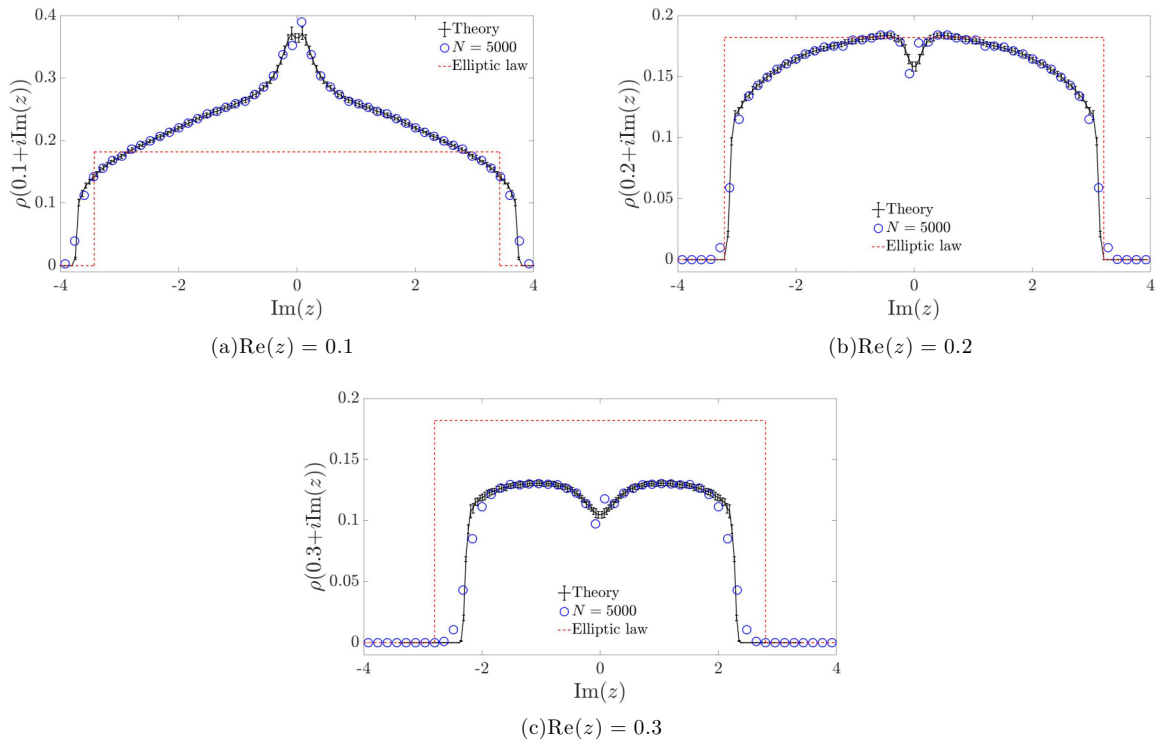 0.4
0.3
0.2
0.1
0
ρ(0.1+iIm(z))
Theory
N = 5000
Elliptic law
-4
-2
0
2
4
Im(z)
(a)Re(z) = 0.1
0.2
0.15
0.1
0.05
0
ρ(0.2+iIm(z))
Theory
N = 5000
Elliptic law
-4
-2
0
2
4
Im(z)
(b)Re(z) = 0.2
0.2
0.15
0.1
0.05
0
ρ(0.3+iIm(z))
Theory
N = 5000
Elliptic law
-4
-2
0
2
4
Im(z)
(c)Re(z) = 0.3